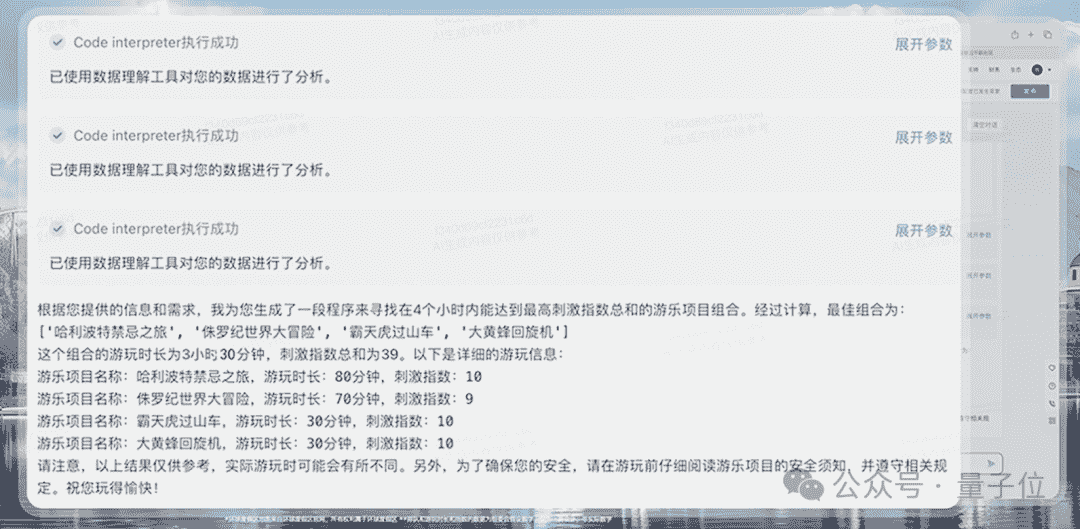 Code interpreter执行成功
展开参数
已使用数据理解工具对您的数据进行了分析。
Code interpreter执行成功
展开参数
已使用数据理解工具对您的数据进行了分析。
Code interpreter执行成功
展开参数
已使用数据理解工具对您的数据进行了分析。
根据您提供的信息和需求，我为您生成了一段程序来寻找在4个小时内能达到最高刺激指数总和的游乐项目组合。经过计算，最佳组合为：
['哈利波特禁忌之旅', '侏罗纪世界大冒险', '霸天虎过山车', '大黄蜂回旋机']
这个组合的游玩时长为3小时30分钟，刺激指数总和为39。以下是详细的游玩信息：
游乐项目名称：哈利波特禁忌之旅，游玩时长：80分钟，刺激指数：10
游乐项目名称：侏罗纪世界大冒险，游玩时长：70分钟，刺激指数：9
游乐项目名称：霸天虎过山车，游玩时长：30分钟，刺激指数：10
游乐项目名称：大黄蜂回旋机，游玩时长：30分钟，刺激指数：10
请注意，以上结果仅供参考，实际游玩时可能会有所不同。另外，为了确保您的安全，请在游玩前仔细阅读游乐项目的安全须知，并遵守相关规
定。祝您玩得愉快！
清空对话
展开参数
展开参数
展开参数
公众号 · 量子位